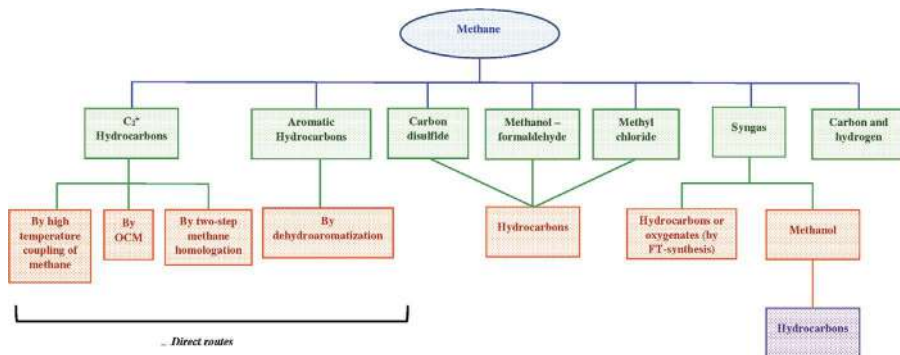 Methane
C₂⁺
Hydrocarbons
Aromatic
Hydrocarbons
Carbon
disulfide
Methanol –
formaldehyde
Methyl
chloride
Syngas
Carbon and
hydrogen
By high
temperature
coupling of
methane
By
OCM
By two-step
methane
homologation
By
dehydroaromatization
Hydrocarbons
Hydrocarbons or
oxygenates (by
FT-synthesis)
Methanol
Hydrocarbons
Direct routes